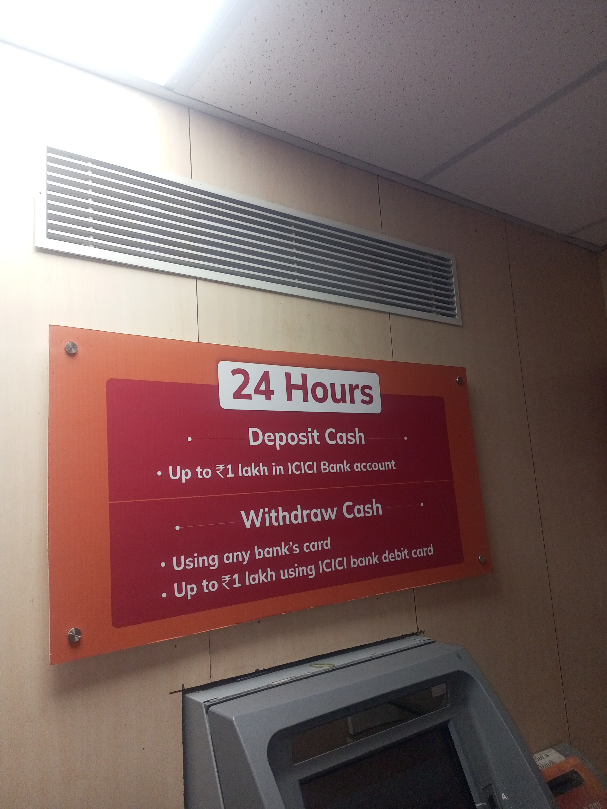 24 Hours
Deposit Cash
• Up to ₹1 lakh in ICICI Bank account
Withdraw Cash
• Using any bank's card
• Up to ₹1 lakh using ICICI bank debit card